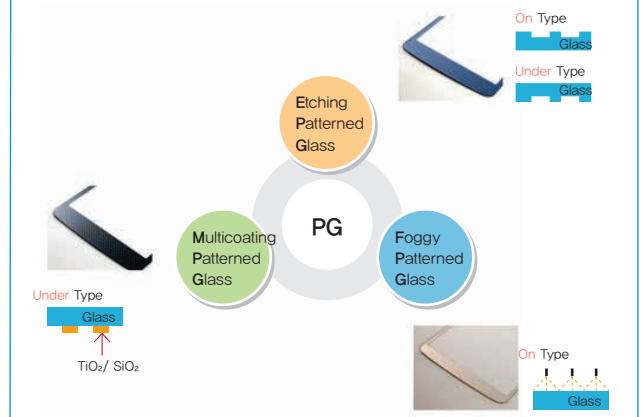 On Type
Glass
Under Type
Glass
Etching
Patterned
Glass
PG
Multicoating
Patterned
Glass
Foggy
Patterned
Glass
Under Type
Glass
TiO₂/ SiO₂
On Type
Glass